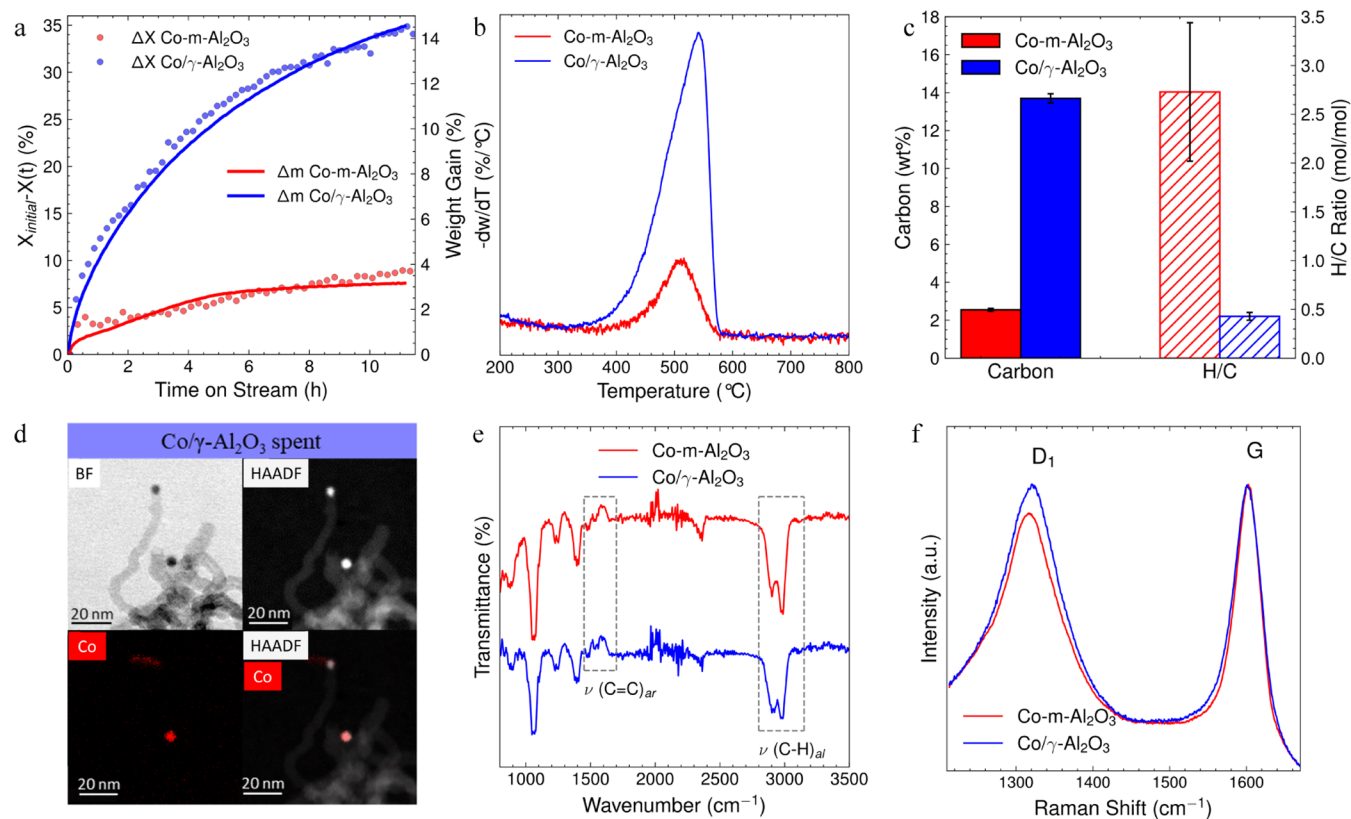 a
ΔX Co-m-Al₂O₃
ΔX Co/γ-Al₂O₃
Δm Co-m-Al₂O₃
Δm Co/γ-Al₂O₃
X_initial-X(t) (%)
35
30
25
20
15
10
5
0
Weight Gain (%)
14
12
10
8
6
4
2
0
0 2 4 6 8 10
Time on Stream (h)
b
Co-m-Al₂O₃
Co/γ-Al₂O₃
-dw/dT (%/°C)
200 300 400 500 600 700 800
Temperature (°C)
c
Co-m-Al₂O₃
Co/γ-Al₂O₃
Carbon (wt%)
18
16
14
12
10
8
6
4
2
0
H/C Ratio (mol/mol)
3.5
3.0
2.5
2.0
1.5
1.0
0.5
0.0
Carbon H/C
d
Co/γ-Al₂O₃ spent
BF HAADF
20 nm 20 nm
Co HAADF
Co
20 nm 20 nm
e
Co-m-Al₂O₃
Co/γ-Al₂O₃
Transmittance (%)
ν (C=C)ar
ν (C-H)al
1000 1500 2000 2500 3000 3500
Wavenumber (cm⁻¹)
f
D₁ G
Intensity (a.u.)
Co-m-Al₂O₃
Co/γ-Al₂O₃
1300 1400 1500 1600
Raman Shift (cm⁻¹)